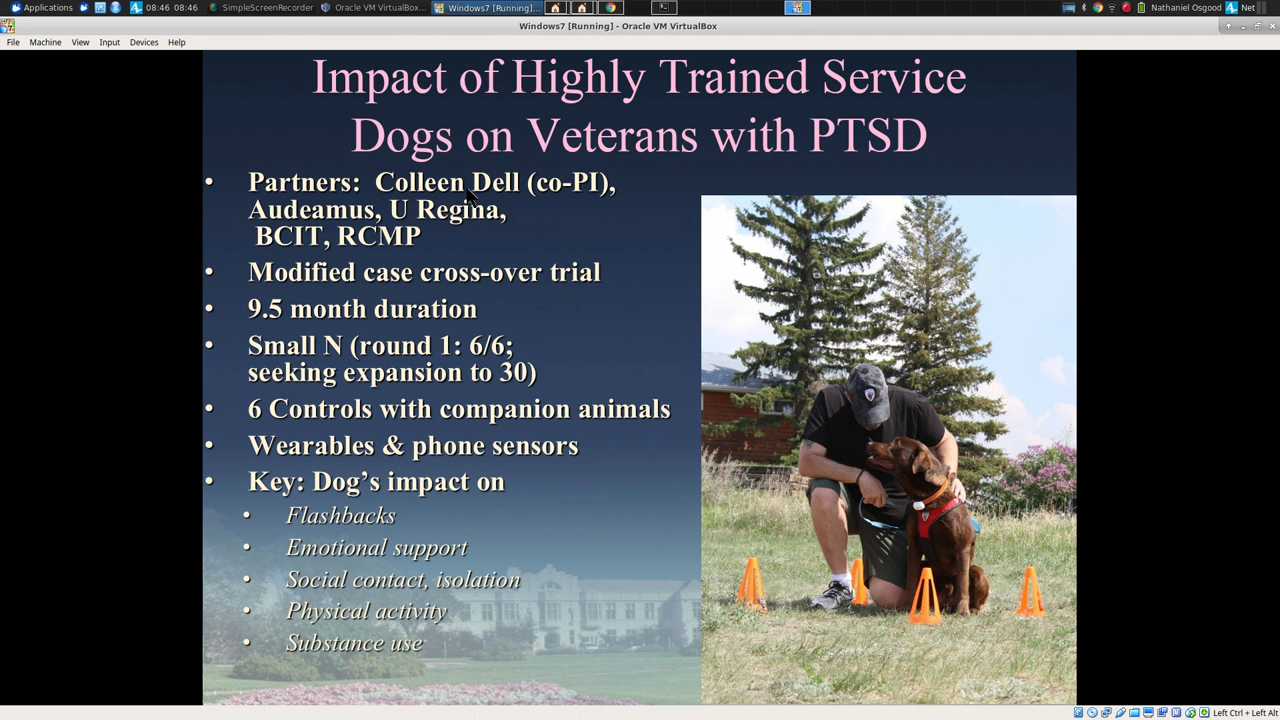 Applications
08:46 08:46
SimpleScreenRecorder
Oracle VM VirtualBox...
Windows7 [Running]...
Nathaniel Osgood
Net
Windows7 [Running] - Oracle VM VirtualBox
File Machine View Input Devices Help
Impact of Highly Trained Service
Dogs on Veterans with PTSD
• Partners: Colleen Dell (co-PI),
Audeamus, U Regina,
BCIT, RCMP
• Modified case cross-over trial
• 9.5 month duration
• Small N (round 1: 6/6;
seeking expansion to 30)
• 6 Controls with companion animals
• Wearables & phone sensors
• Key: Dog’s impact on
• Flashbacks
• Emotional support
• Social contact, isolation
• Physical activity
• Substance use
Left Ctrl + Left Alt